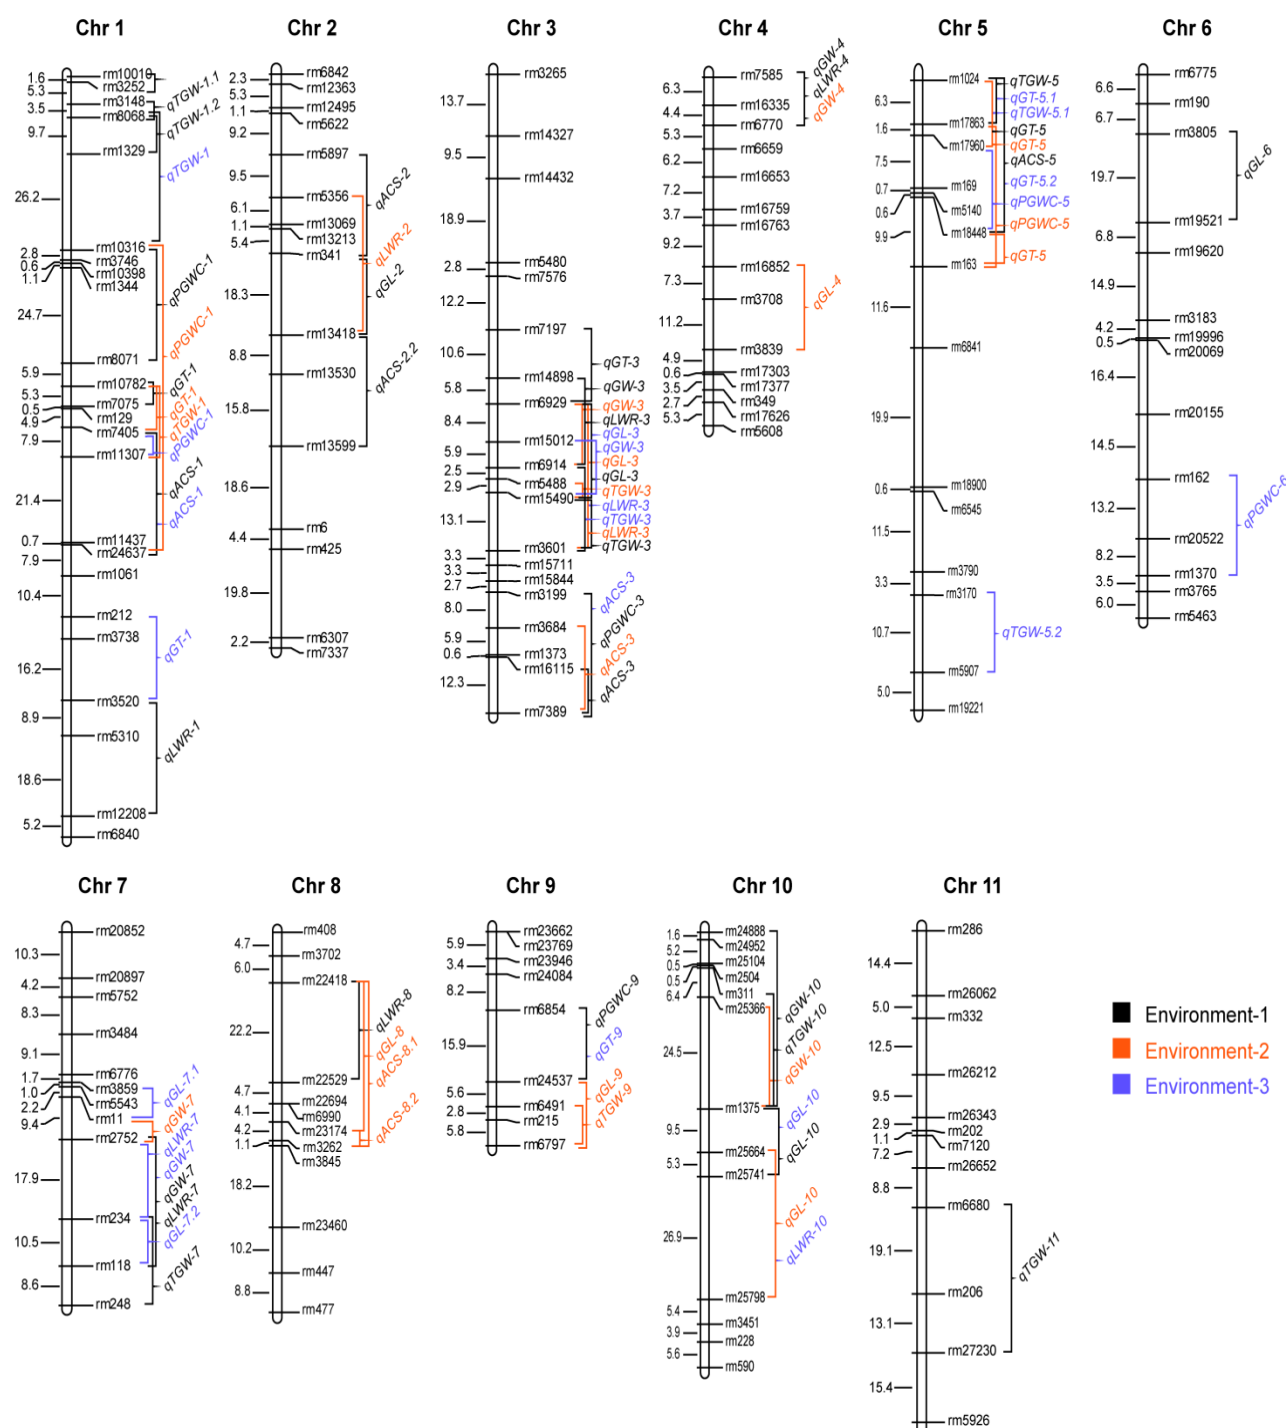 Chr 1
1.6
5.3
3.5
9.7
26.2
2.8
0.6
1.1
24.7
5.9
5.3
0.5
4.9
7.9
21.4
0.7
7.9
10.4
16.2
8.9
18.6
5.2
rm10010
rm3252
rm3148
rm8068
rm1329
rm10316
rm3746
rm10398
rm1344
rm8071
rm10782
rm7075
rm129
rm7405
rm11307
rm11437
rm24637
rm1061
rm212
rm3738
rm3520
rm5310
rm12208
rm6840
qTGW-1.1
qTGW-1.2
qTGW-1
qPGWC-1
qPGWC-1
qGT-1
qGT-1
qTGW-1
qPGWC-1
qACS-1
qACS-1
qGT-1
qLWR-1
Chr 2
2.3
5.3
1.1
9.2
9.5
6.1
1.1
5.4
18.3
8.8
15.8
18.6
4.4
19.8
2.2
rm6842
rm12363
rm12495
rm5622
rm5897
rm5356
rm13069
rm13213
rm341
rm13418
rm13530
rm13599
rm6
rm425
rm6307
rm7337
qACS-2
qLWR-2
qGL-2
qACS-2.2
Chr 3
13.7
9.5
18.9
2.8
12.2
10.6
5.8
8.4
5.9
2.5
2.9
13.1
3.3
3.3
2.7
8.0
5.9
0.6
12.3
rm3265
rm14327
rm14432
rm5480
rm7576
rm7197
rm14898
rm6929
rm15012
rm6914
rm5488
rm15490
rm3601
rm15711
rm15844
rm3199
rm3684
rm1373
rm16115
rm7389
qGT-3
qGW-3
qGW-3
qLWR-3
qGL-3
qGW-3
qGL-3
qGL-3
qTGW-3
qLWR-3
qTGW-3
qLWR-3
qTGW-3
qACS-3
qPGWC-3
qACS-3
qACS-3
Chr 4
6.3
4.4
5.3
6.2
7.2
3.7
9.2
7.3
11.2
4.9
0.6
3.5
2.7
5.3
rm7585
rm16335
rm6770
rm6659
rm16653
rm16759
rm16763
rm16852
rm3708
rm3839
rm17303
rm17377
rm349
rm17626
rm5608
qGW-4
qLWR-4
qGW-4
qGL-4
Chr 5
6.3
1.6
7.5
0.7
0.6
9.9
11.6
19.9
0.6
11.5
3.3
10.7
5.0
rm1024
rm17863
rm17960
rm169
rm5140
rm18448
rm163
rm6841
rm18900
rm6545
rm3790
rm3170
rm5907
rm19221
qTGW-5
qGT-5.1
qTGW-5.1
qGT-5
qGT-5
qACS-5
qGT-5.2
qPGWC-5
qPGWC-5
qGT-5
qTGW-5.2
Chr 6
6.6
6.7
19.7
6.8
14.9
4.2
0.5
16.4
14.5
13.2
8.2
3.5
6.0
rm6775
rm190
rm3805
rm19521
rm19620
rm3183
rm19996
rm20069
rm20155
rm162
rm20522
rm1370
rm3765
rm5463
qGL-6
qPGWC-6
Chr 7
10.3
4.2
8.3
9.1
1.7
1.0
2.2
9.4
17.9
10.5
8.6
rm20852
rm20897
rm5752
rm3484
rm6776
rm3859
rm5543
rm11
rm2752
rm234
rm118
rm248
qGL-7.1
qGW-7
qLWR-7
qGW-7
qGW-7
qLWR-7
qGL-7.2
qTGW-7
Chr 8
4.7
6.0
22.2
4.7
4.1
4.2
1.1
18.2
10.2
8.8
rm408
rm3702
rm22418
rm22529
rm22694
rm6990
rm23174
rm3262
rm3845
rm23460
rm447
rm477
qLWR-8
qGL-8
qACS-8.1
qACS-8.2
Chr 9
5.9
3.4
8.2
15.9
5.6
2.8
5.8
rm23662
rm23769
rm23946
rm24084
rm6854
rm24537
rm6491
rm215
rm6797
qPGWC-9
qGT-9
qGL-9
qTGW-9
Chr 10
1.6
5.2
0.5
0.5
6.4
24.5
9.5
5.3
26.9
5.4
3.9
5.6
rm24888
rm24952
rm25104
rm2504
rm311
rm25366
rm1375
rm25664
rm25741
rm25798
rm3451
rm228
rm590
qGW-10
qTGW-10
qGW-10
qGL-10
qGL-10
qGL-10
qLWR-10
Chr 11
14.4
5.0
12.5
9.5
2.9
1.1
7.2
8.8
19.1
13.1
15.4
rm286
rm26062
rm332
rm26212
rm26343
rm202
rm7120
rm26652
rm6680
rm206
rm27230
rm5926
qTGW-11
Environment-1
Environment-2
Environment-3